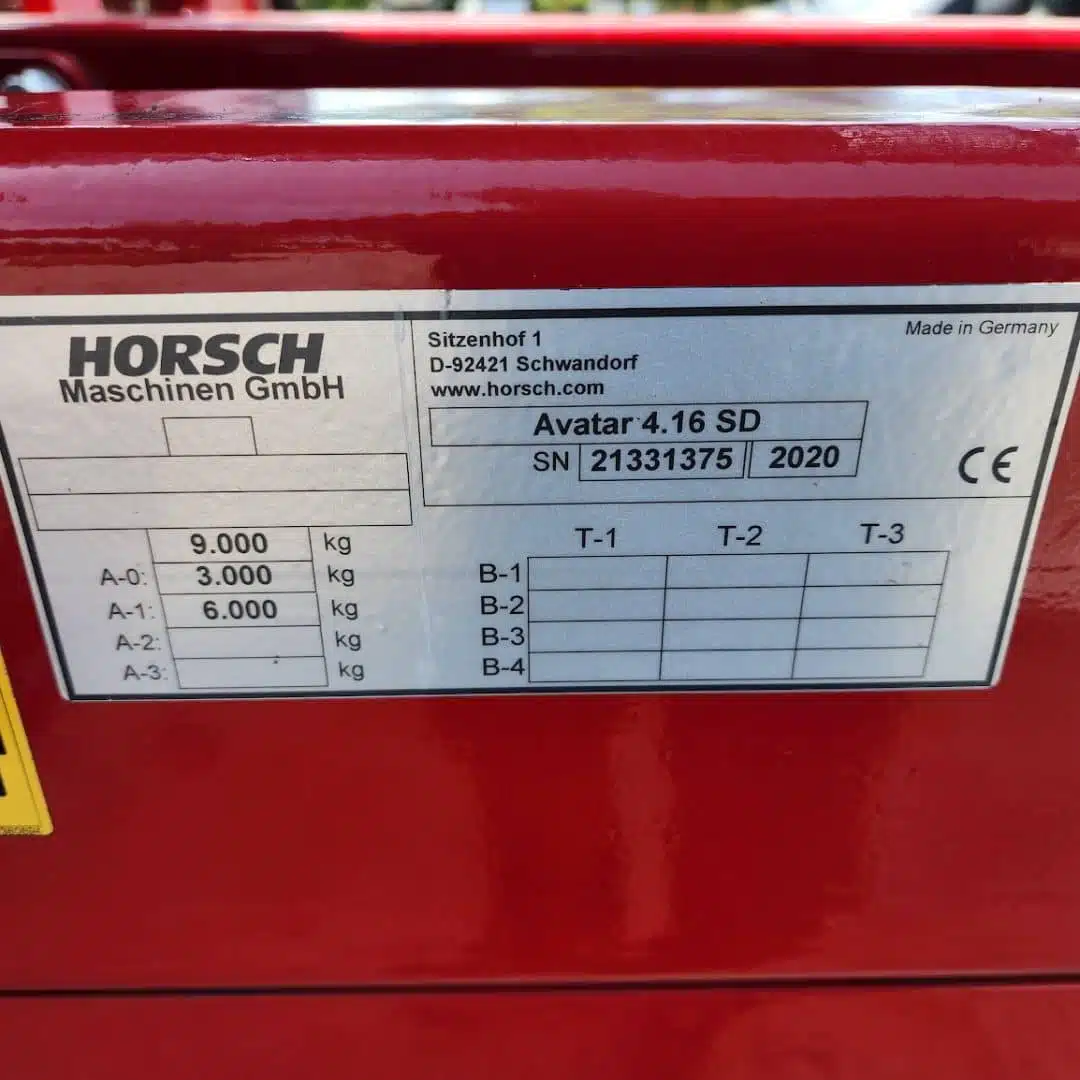 HORSCH
Maschinen GmbH
Sitzenhof 1
D-92421 Schwandorf
www.horsch.com
Made in Germany
Avatar 4.16 SD
SN 21331375 2020
CE
9.000 kg
A-0: 3.000 kg
A-1: 6.000 kg
A-2: kg
A-3: kg
T-1 T-2 T-3
B-1
B-2
B-3
B-4